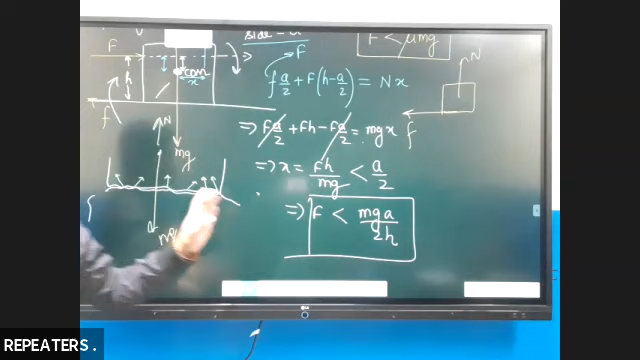 side = a
F
F < μmg
N
F
h
com
x
f a/2 + F(h - a/2) = Nx
f
f
N
⇒ fa/2 + Fh - Fa/2 = mgx
mg
⇒ x = Fh/mg < a/2
⇒ F < mga/2h
REPEATERS.